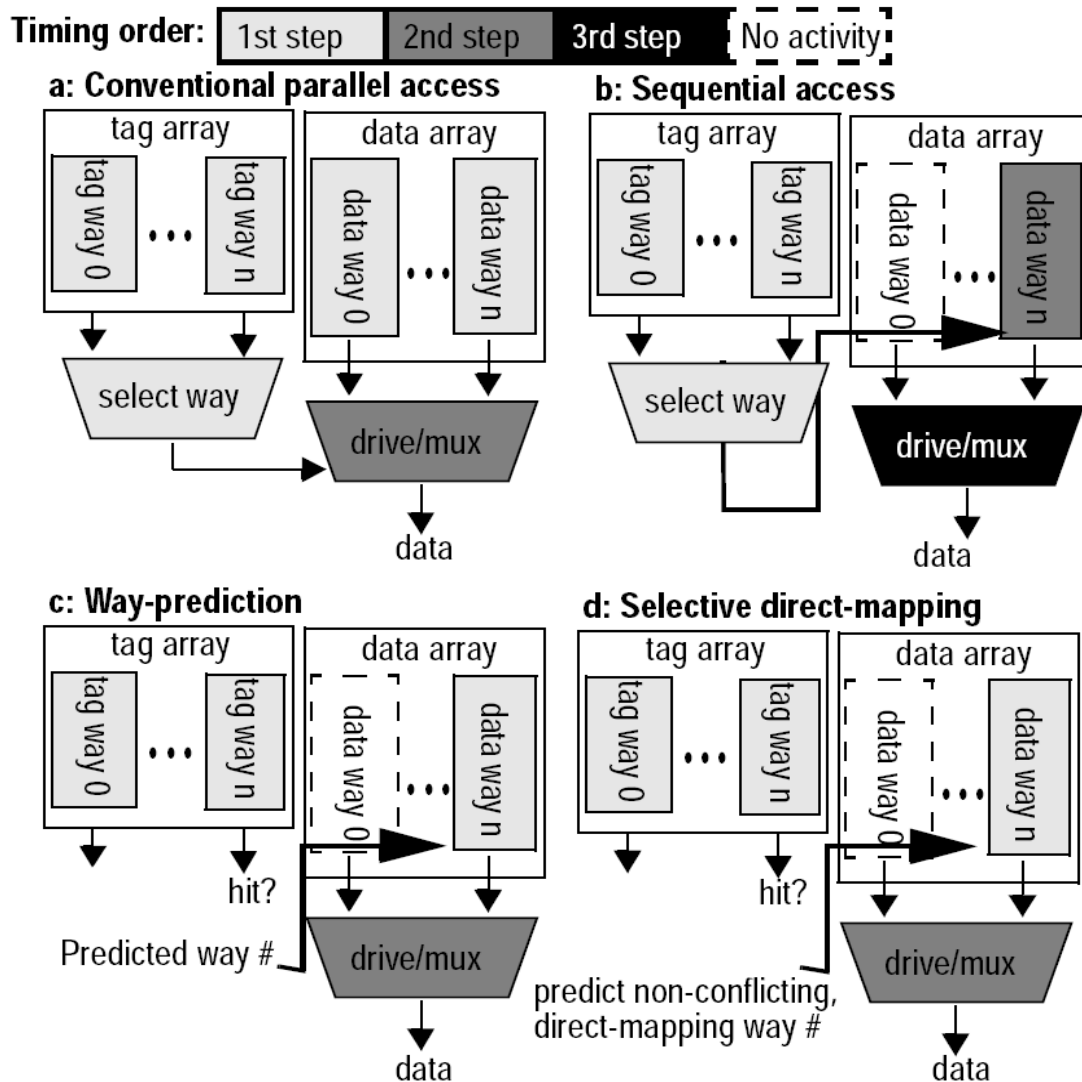 Timing order: 1st step 2nd step 3rd step No activity
a: Conventional parallel access
tag array
data array
tag way 0
tag way n
data way 0
data way n
select way
drive/mux
data
b: Sequential access
tag array
data array
tag way 0
tag way n
data way 0
data way n
select way
drive/mux
data
c: Way-prediction
tag array
data array
tag way 0
tag way n
data way 0
data way n
hit?
Predicted way #
drive/mux
data
d: Selective direct-mapping
tag array
data array
tag way 0
tag way n
data way 0
data way n
hit?
predict non-conflicting,
direct-mapping way #
drive/mux
data